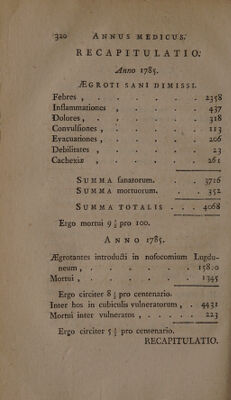 320 ANNUS MEDICUS.
RECAPITULATIO.
Anno 1785.
ÆGROTI SANI DIMISSI.
Febres , . . . . . . 2358
Inflammationes , . . . . 437
Dolores , . . . . . . 318
Convulsiones , . . . . . 113
Evacuationes , . . . . . 206
Debilitates , . . . . . 23
Cachexiæ , . . . . . 261
SUMMA sanatorum. . . 3716
SUMMA mortuorum. . . 352
SUMMA TOTALIS . . . 4068
Ergo mortui 9 ½ pro 100.
ANNO 1785.
Ægrotantes introducti in nosocomium Lugdu-
neum , . . . . . . . 15800
Mortui , . . . . . . . 1345
Ergo circiter 8 ½ pro centenario.
Inter hos in cubiculis vulneratorum , . 4431
Mortui inter vulneratos , . . . . . 223
Ergo circiter 5 ½ pro centenario.
RECAPITULATIO.